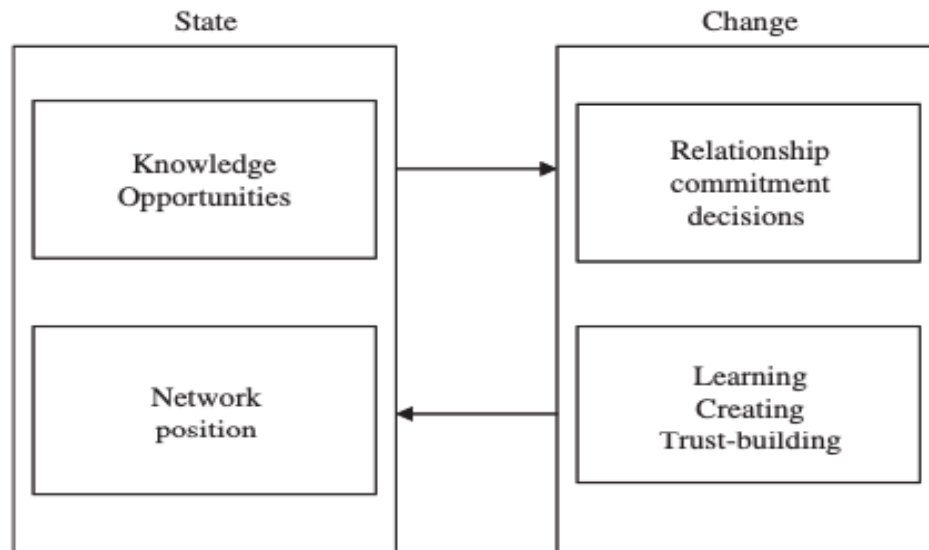 State
Change
Knowledge
Opportunities
Relationship
commitment
decisions
Network
position
Learning
Creating
Trust-building